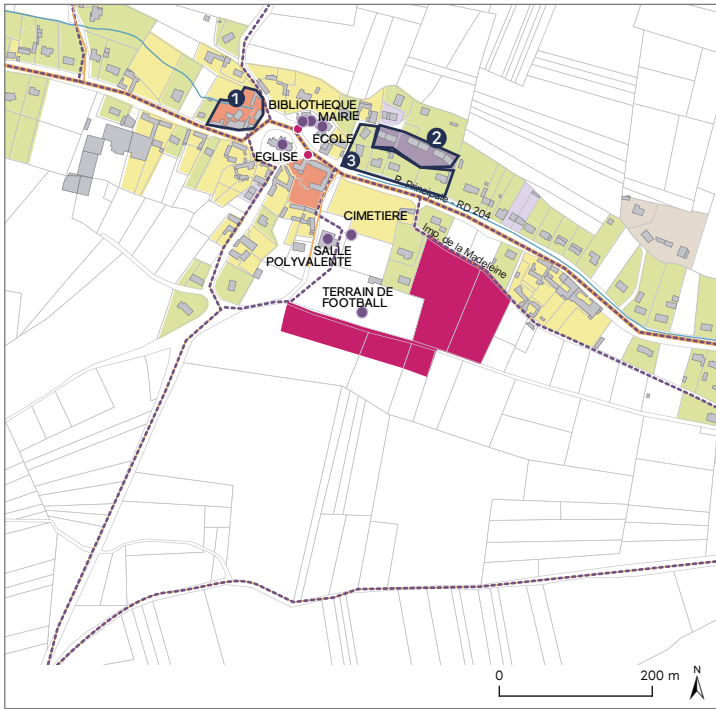 1
BIBLIOTHEQUE
MAIRIE
ÉCOLE
2
EGLISE
3
R. Principale - RD 204
CIMETIERE
Imp. de la Madeleine
SALLE
POLYVALENTE
TERRAIN DE
FOOTBALL
0
200 m
N